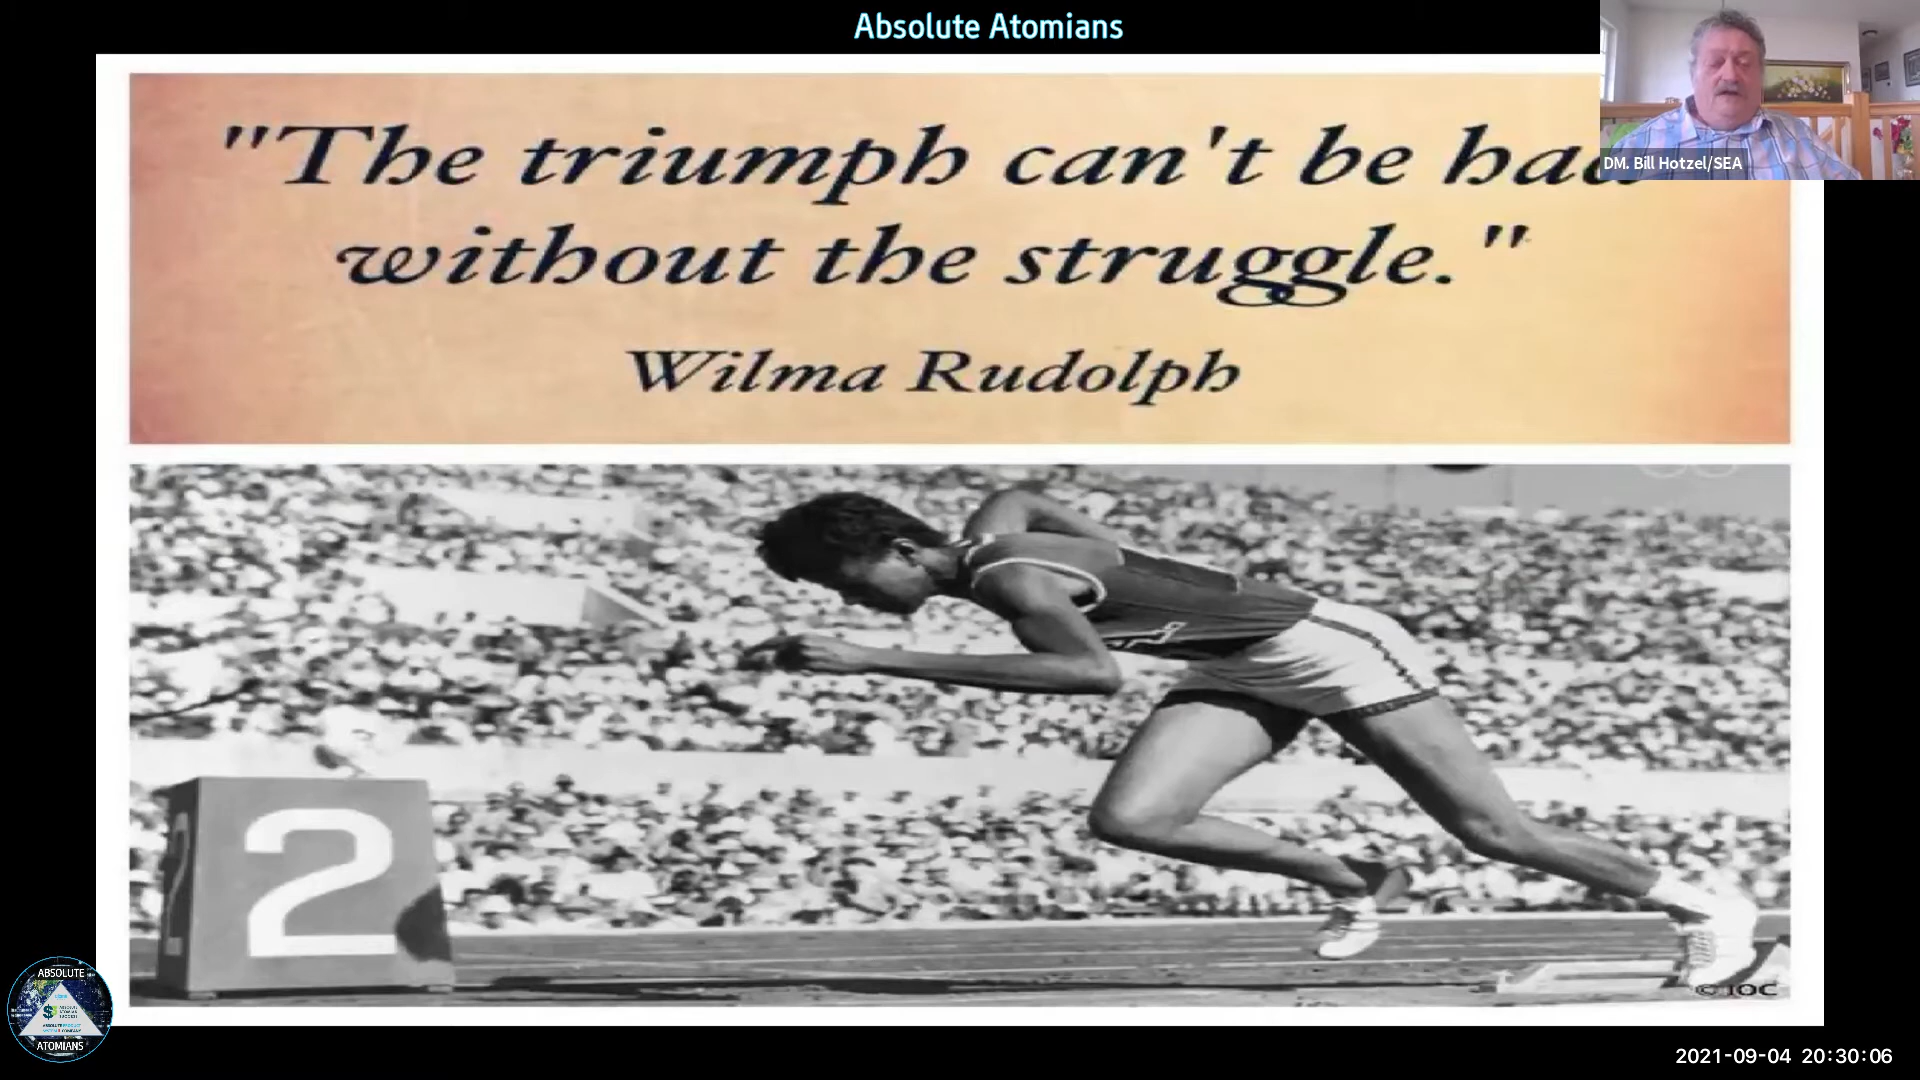 Absolute Atomians
"The triumph can't be had
without the struggle."
Wilma Rudolph
DM. Bill Hotzel/SEA
2
© IOC
ABSOLUTE
ATOMIANS
2021-09-04 20:30:06